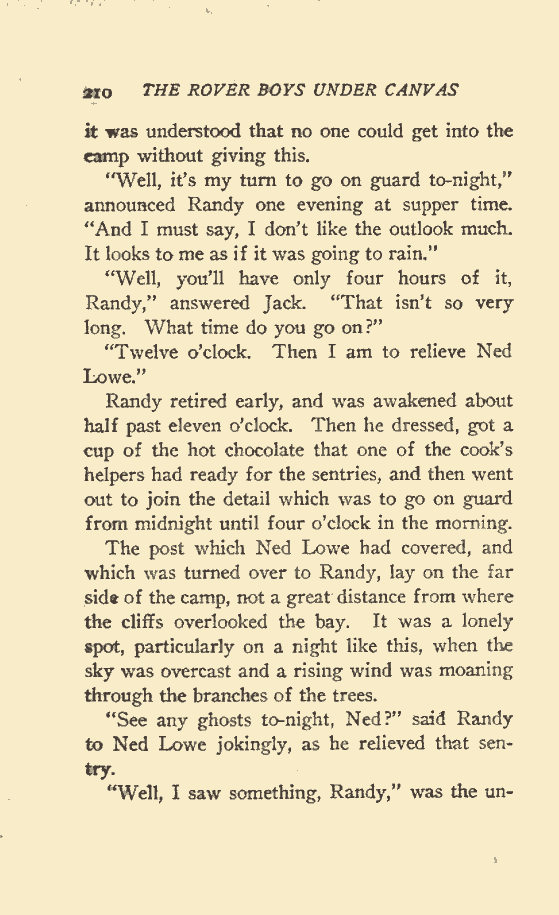 210 THE ROVER BOYS UNDER CANVAS
it was understood that no one could get into the
camp without giving this.
"Well, it's my turn to go on guard to-night,"
announced Randy one evening at supper time.
"And I must say, I don't like the outlook much.
It looks to me as if it was going to rain."
"Well, you'll have only four hours of it,
Randy," answered Jack. "That isn't so very
long. What time do you go on?"
"Twelve o'clock. Then I am to relieve Ned
Lowe."
Randy retired early, and was awakened about
half past eleven o'clock. Then he dressed, got a
cup of the hot chocolate that one of the cook's
helpers had ready for the sentries, and then went
out to join the detail which was to go on guard
from midnight until four o'clock in the morning.
The post which Ned Lowe had covered, and
which was turned over to Randy, lay on the far
side of the camp, not a great distance from where
the cliffs overlooked the bay. It was a lonely
spot, particularly on a night like this, when the
sky was overcast and a rising wind was moaning
through the branches of the trees.
"See any ghosts to-night, Ned?" said Randy
to Ned Lowe jokingly, as he relieved that sen-
try.
"Well, I saw something, Randy," was the un-